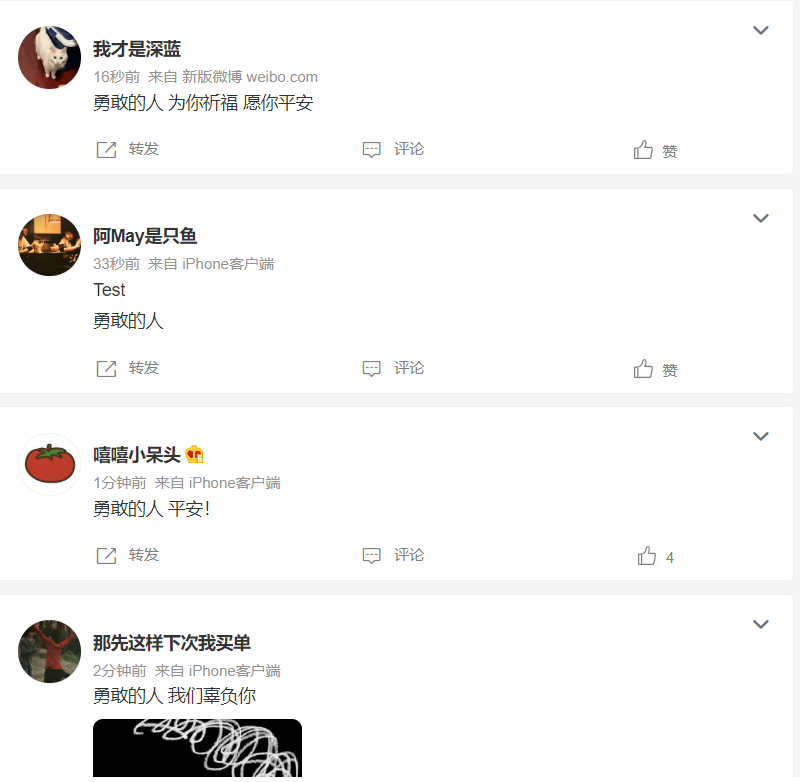 我才是深蓝
16秒前 来自 新版微博 weibo.com
勇敢的人 为你祈福 愿你平安
转发 评论 赞
阿May是只鱼
33秒前 来自 iPhone客户端
Test
勇敢的人
转发 评论 赞
嘻嘻小呆头
1分钟前 来自 iPhone客户端
勇敢的人 平安！
转发 评论 4
那先这样下次我买单
2分钟前 来自 iPhone客户端
勇敢的人 我们辜负你